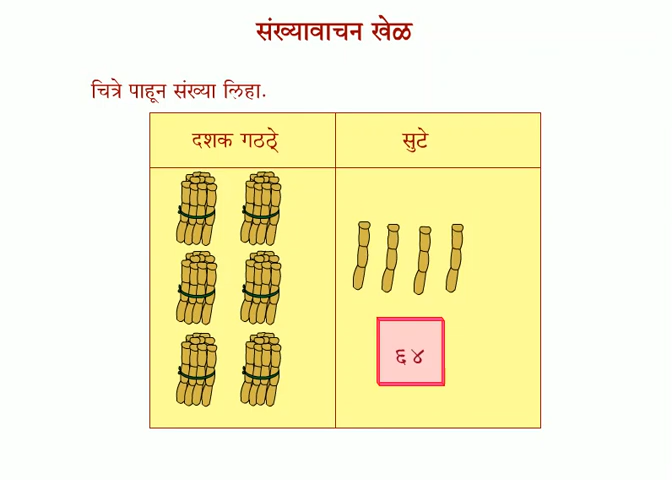 संख्यावाचन खेळ
चित्रे पाहून संख्या लिहा.
दशक गठ्ठे सुटे
६४